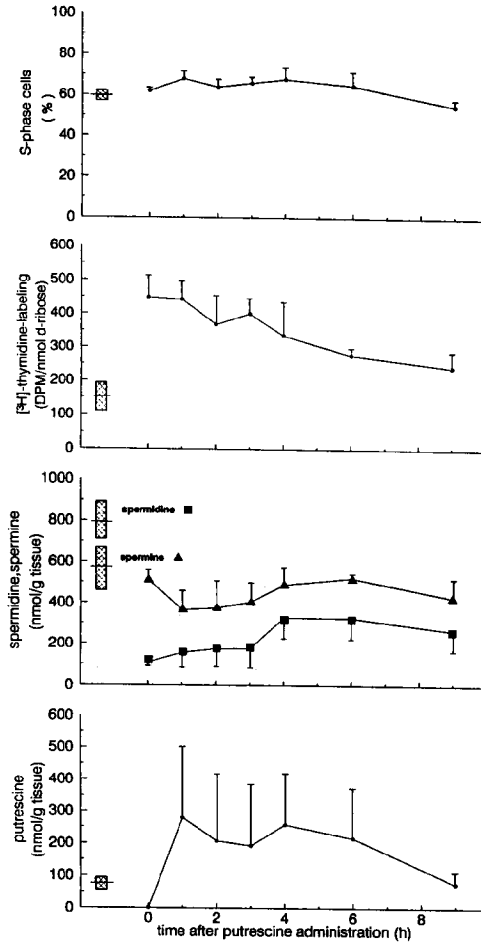 100
80
60
40
20
0
S-phase cells
(%)
600
500
400
300
200
100
0
[³H]-thymidine-labeling
(DPM/nmol d-ribose)
1000
800
600
400
200
0
spermidine,spermine
(nmol/g tissue)
spermidine
spermine
600
500
400
300
200
100
0
putrescine
(nmol/g tissue)
0 2 4 6 8
time after putrescine administration (h)